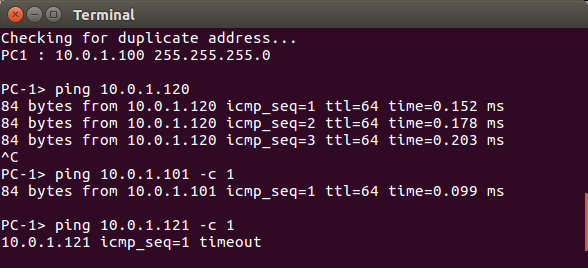 Terminal
Checking for duplicate address...
PC1 : 10.0.1.100 255.255.255.0
PC-1> ping 10.0.1.120
84 bytes from 10.0.1.120 icmp_seq=1 ttl=64 time=0.152 ms
84 bytes from 10.0.1.120 icmp_seq=2 ttl=64 time=0.178 ms
84 bytes from 10.0.1.120 icmp_seq=3 ttl=64 time=0.203 ms
^C
PC-1> ping 10.0.1.101 -c 1
84 bytes from 10.0.1.101 icmp_seq=1 ttl=64 time=0.099 ms
PC-1> ping 10.0.1.121 -c 1
10.0.1.121 icmp_seq=1 timeout